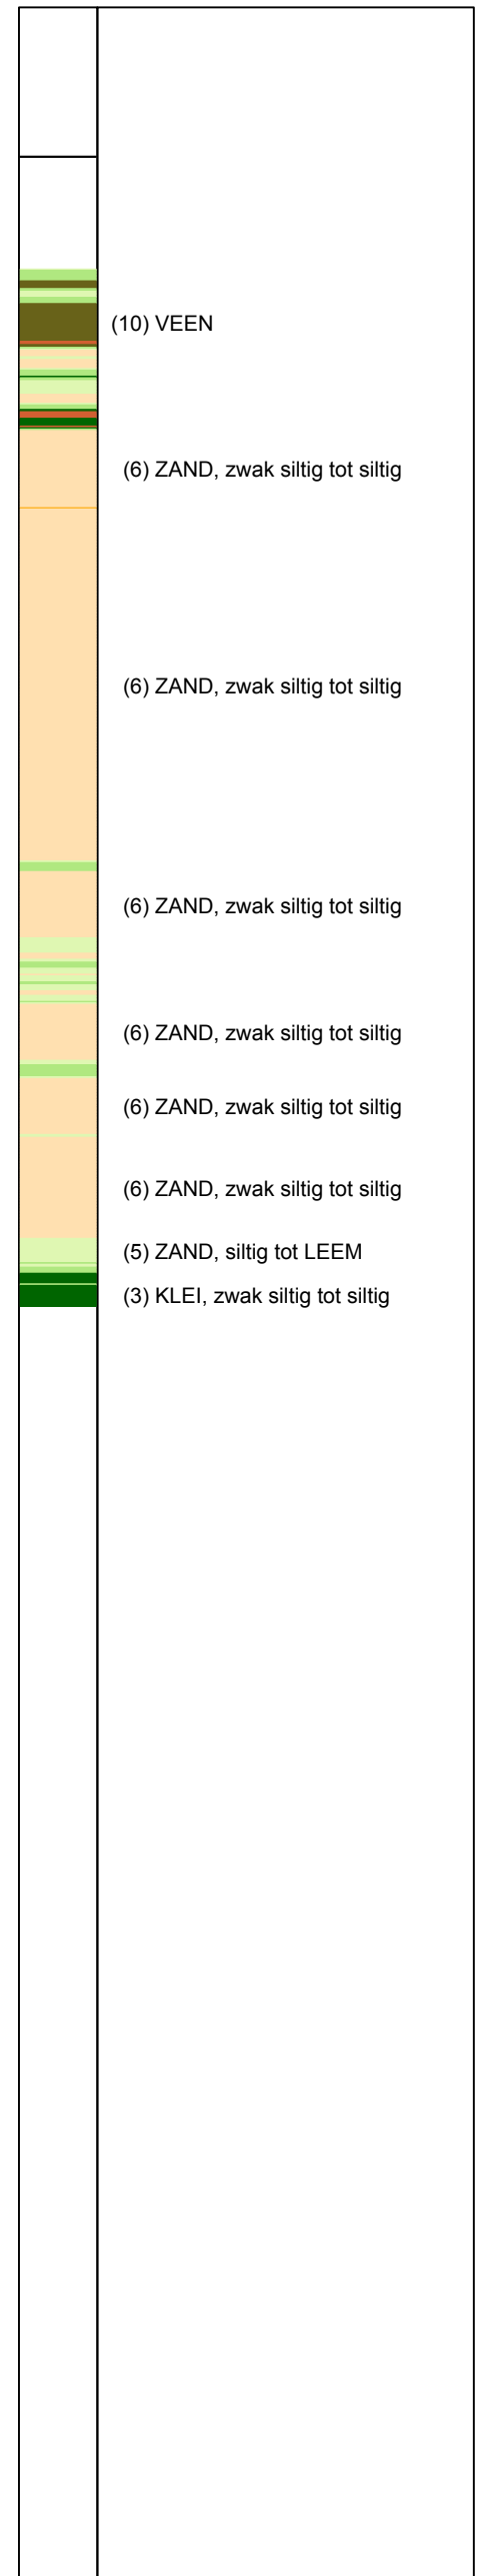 (10) VEEN
(6) ZAND, zwak siltig tot siltig
(6) ZAND, zwak siltig tot siltig
(6) ZAND, zwak siltig tot siltig
(6) ZAND, zwak siltig tot siltig
(6) ZAND, zwak siltig tot siltig
(6) ZAND, zwak siltig tot siltig
(5) ZAND, siltig tot LEEM
(3) KLEI, zwak siltig tot siltig